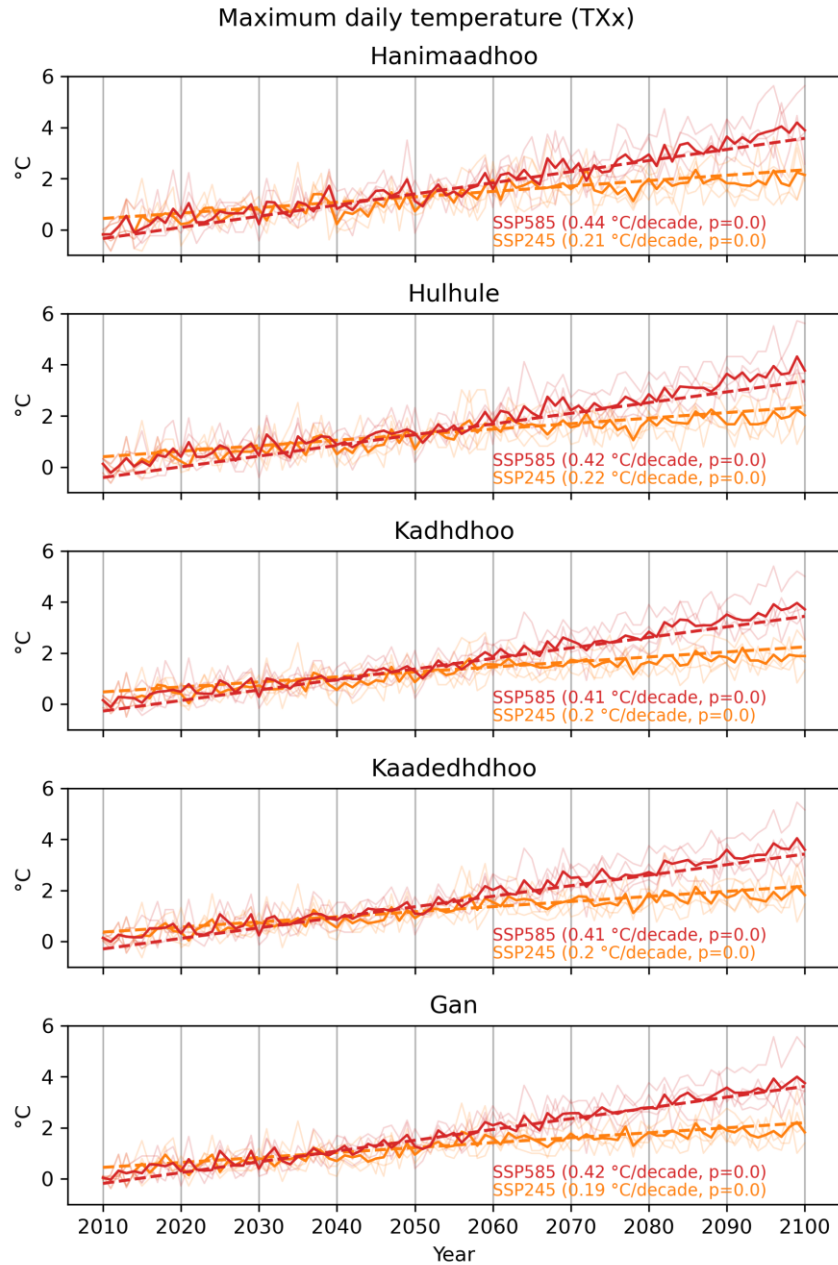 Maximum daily temperature (TXx)
Hanimaadhoo
6
4
2
0
°C
SSP585 (0.44 °C/decade, p=0.0)
SSP245 (0.21 °C/decade, p=0.0)
Hulhule
6
4
2
0
°C
SSP585 (0.42 °C/decade, p=0.0)
SSP245 (0.22 °C/decade, p=0.0)
Kadhdhoo
6
4
2
0
°C
SSP585 (0.41 °C/decade, p=0.0)
SSP245 (0.2 °C/decade, p=0.0)
Kaadedhdhoo
6
4
2
0
°C
SSP585 (0.41 °C/decade, p=0.0)
SSP245 (0.2 °C/decade, p=0.0)
Gan
6
4
2
0
°C
SSP585 (0.42 °C/decade, p=0.0)
SSP245 (0.19 °C/decade, p=0.0)
2010 2020 2030 2040 2050 2060 2070 2080 2090 2100
Year